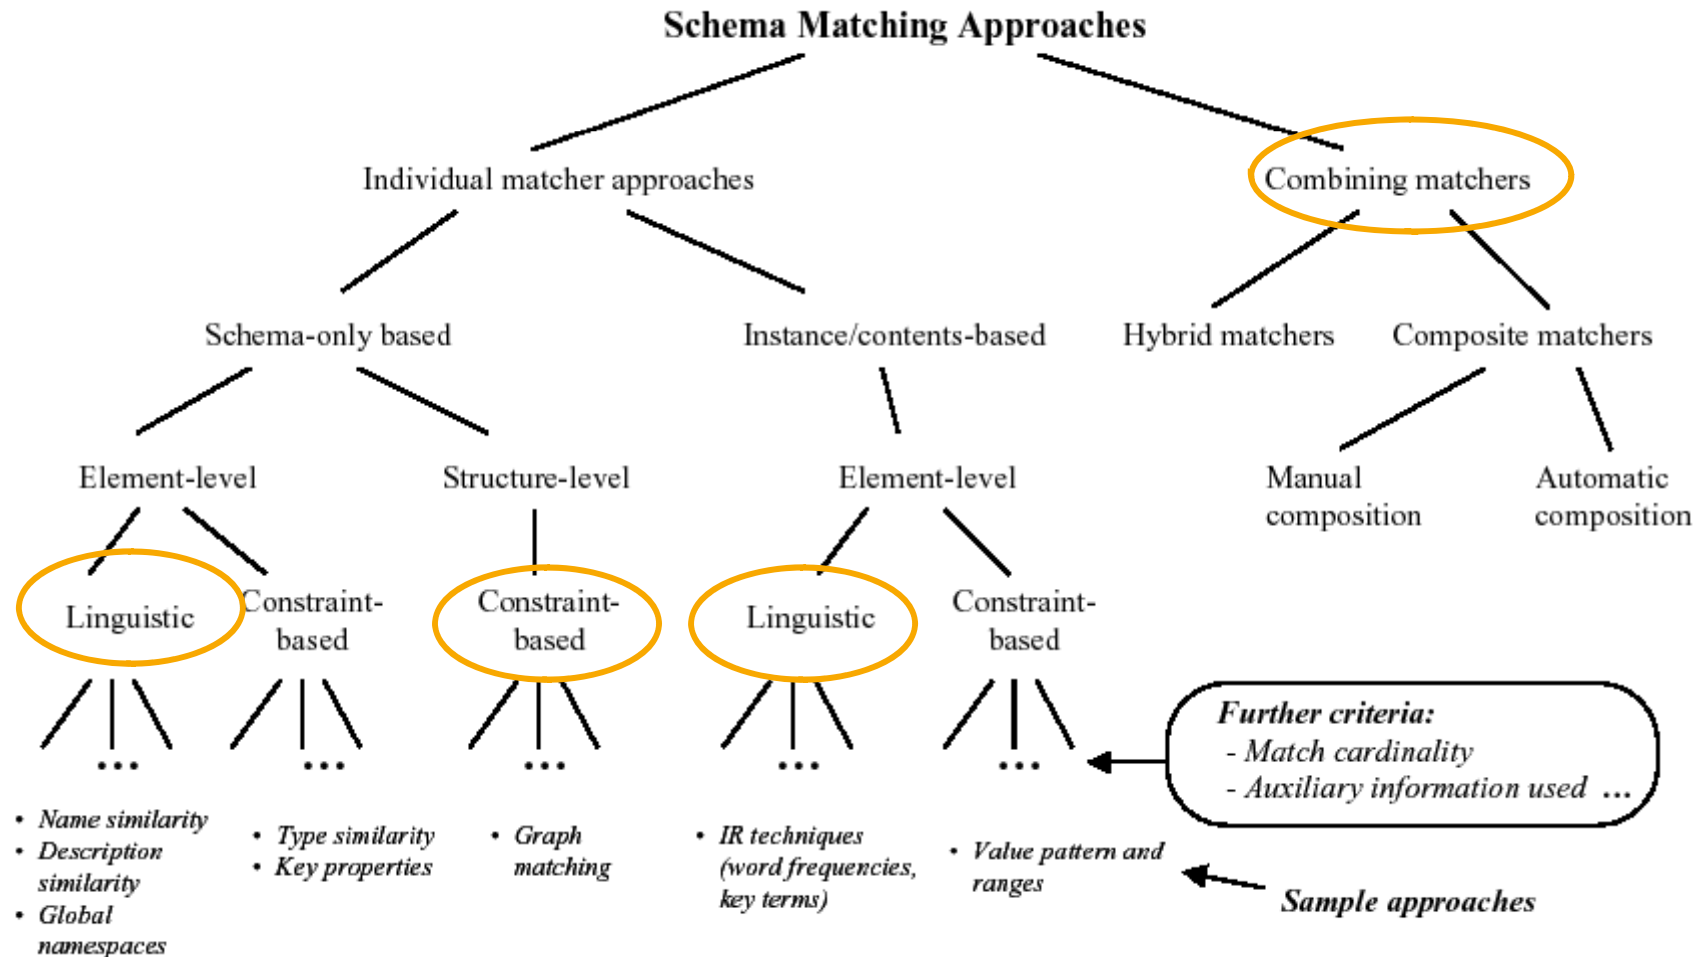 Schema Matching Approaches
Individual matcher approaches
Combining matchers
Schema-only based
Instance/contents-based
Hybrid matchers
Composite matchers
Element-level
Structure-level
Element-level
Manual
composition
Automatic
composition
Linguistic
Constraint-
based
Constraint-
based
Linguistic
Constraint-
based
...
...
...
...
...
Further criteria:
- Match cardinality
- Auxiliary information used ...
• Name similarity
• Description
similarity
• Global
namespaces
• Type similarity
• Key properties
• Graph
matching
• IR techniques
(word frequencies,
key terms)
• Value pattern and
ranges
Sample approaches